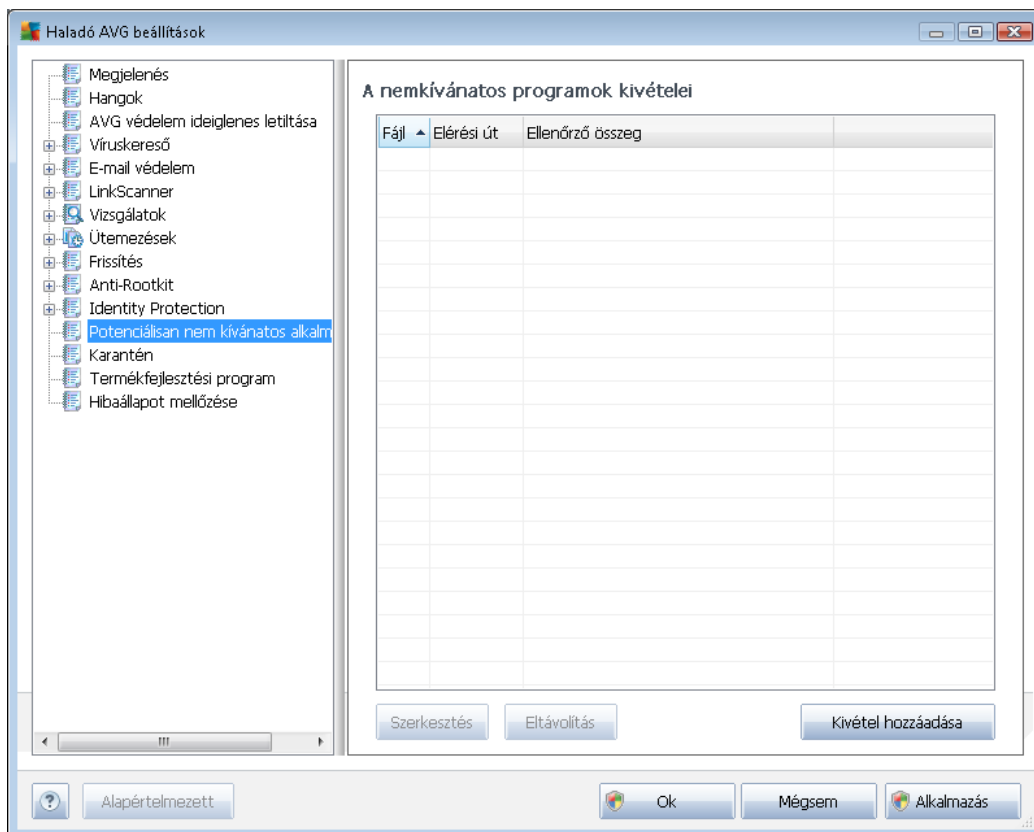 Haladó AVG beállítások
Megjelenés
Hangok
AVG védelem ideiglenes letiltása
Víruskereső
E-mail védelem
LinkScanner
Vizsgálatok
Ütemezések
Frissítés
Anti-Rootkit
Identity Protection
Potenciálisan nem kívánatos alkalm
Karantén
Termékfejlesztési program
Hibaállapot mellőzése
A nemkívánatos programok kivételei
Fájl Elérési út Ellenőrző összeg
Szerkesztés Eltávolítás Kivétel hozzáadása
? Alapértelmezett Ok Mégsem Alkalmazás